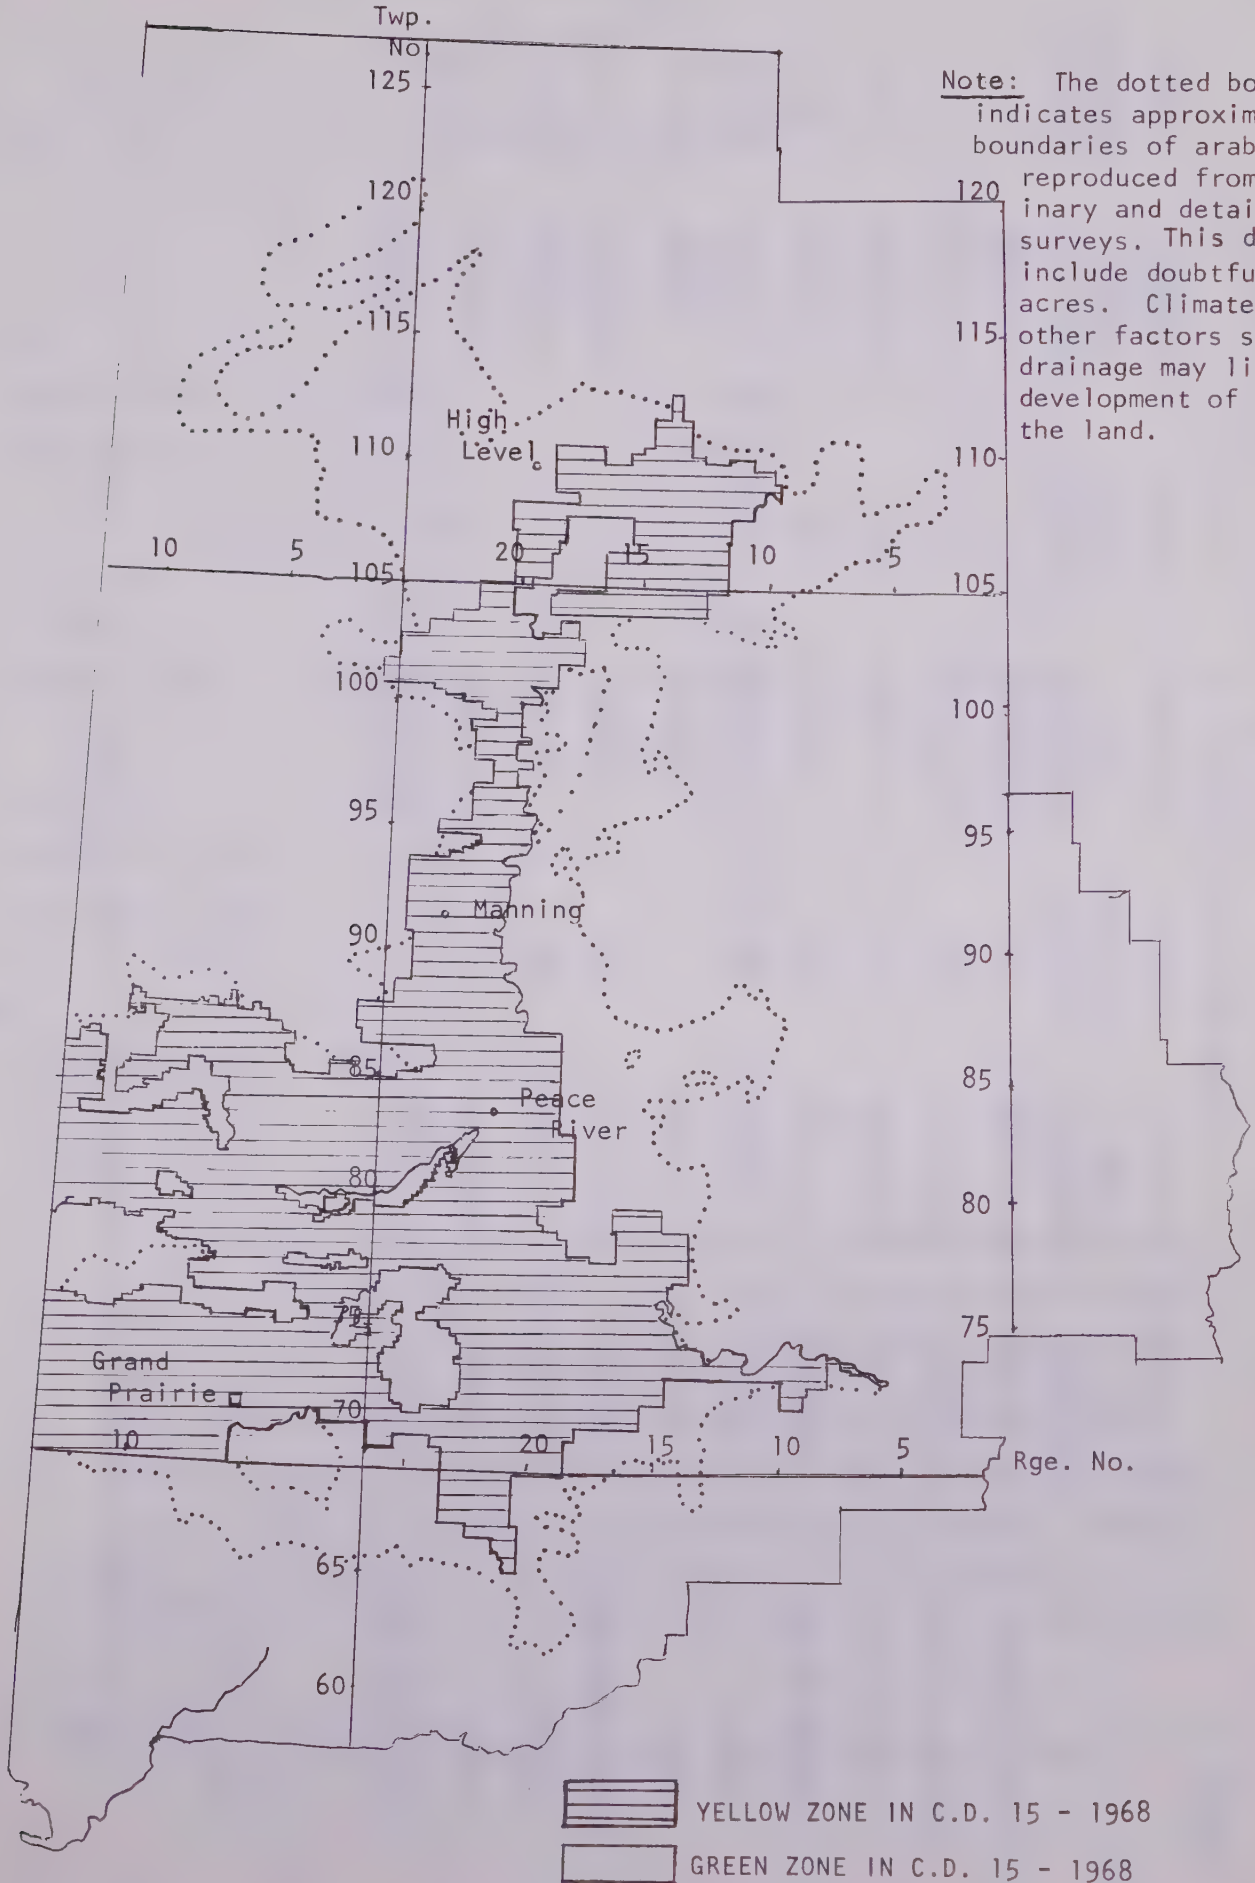 Twp.
No
125
Note: The dotted bo
indicates approxim
boundaries of arab
reproduced from
inary and detai
surveys. This d
include doubtfu
acres. Climate
other factors s
drainage may li
development of
the land.
120
120
115
115
High
Level
110
110
10 5 20 15 10 5
105
105
100
100
95
95
Manning
90
90
85
85
Peace
River
80
80
75
75
Grand
Prairie
70
10 20 15 10 5
Rge. No.
65
60
YELLOW ZONE IN C.D. 15 - 1968
GREEN ZONE IN C.D. 15 - 1968